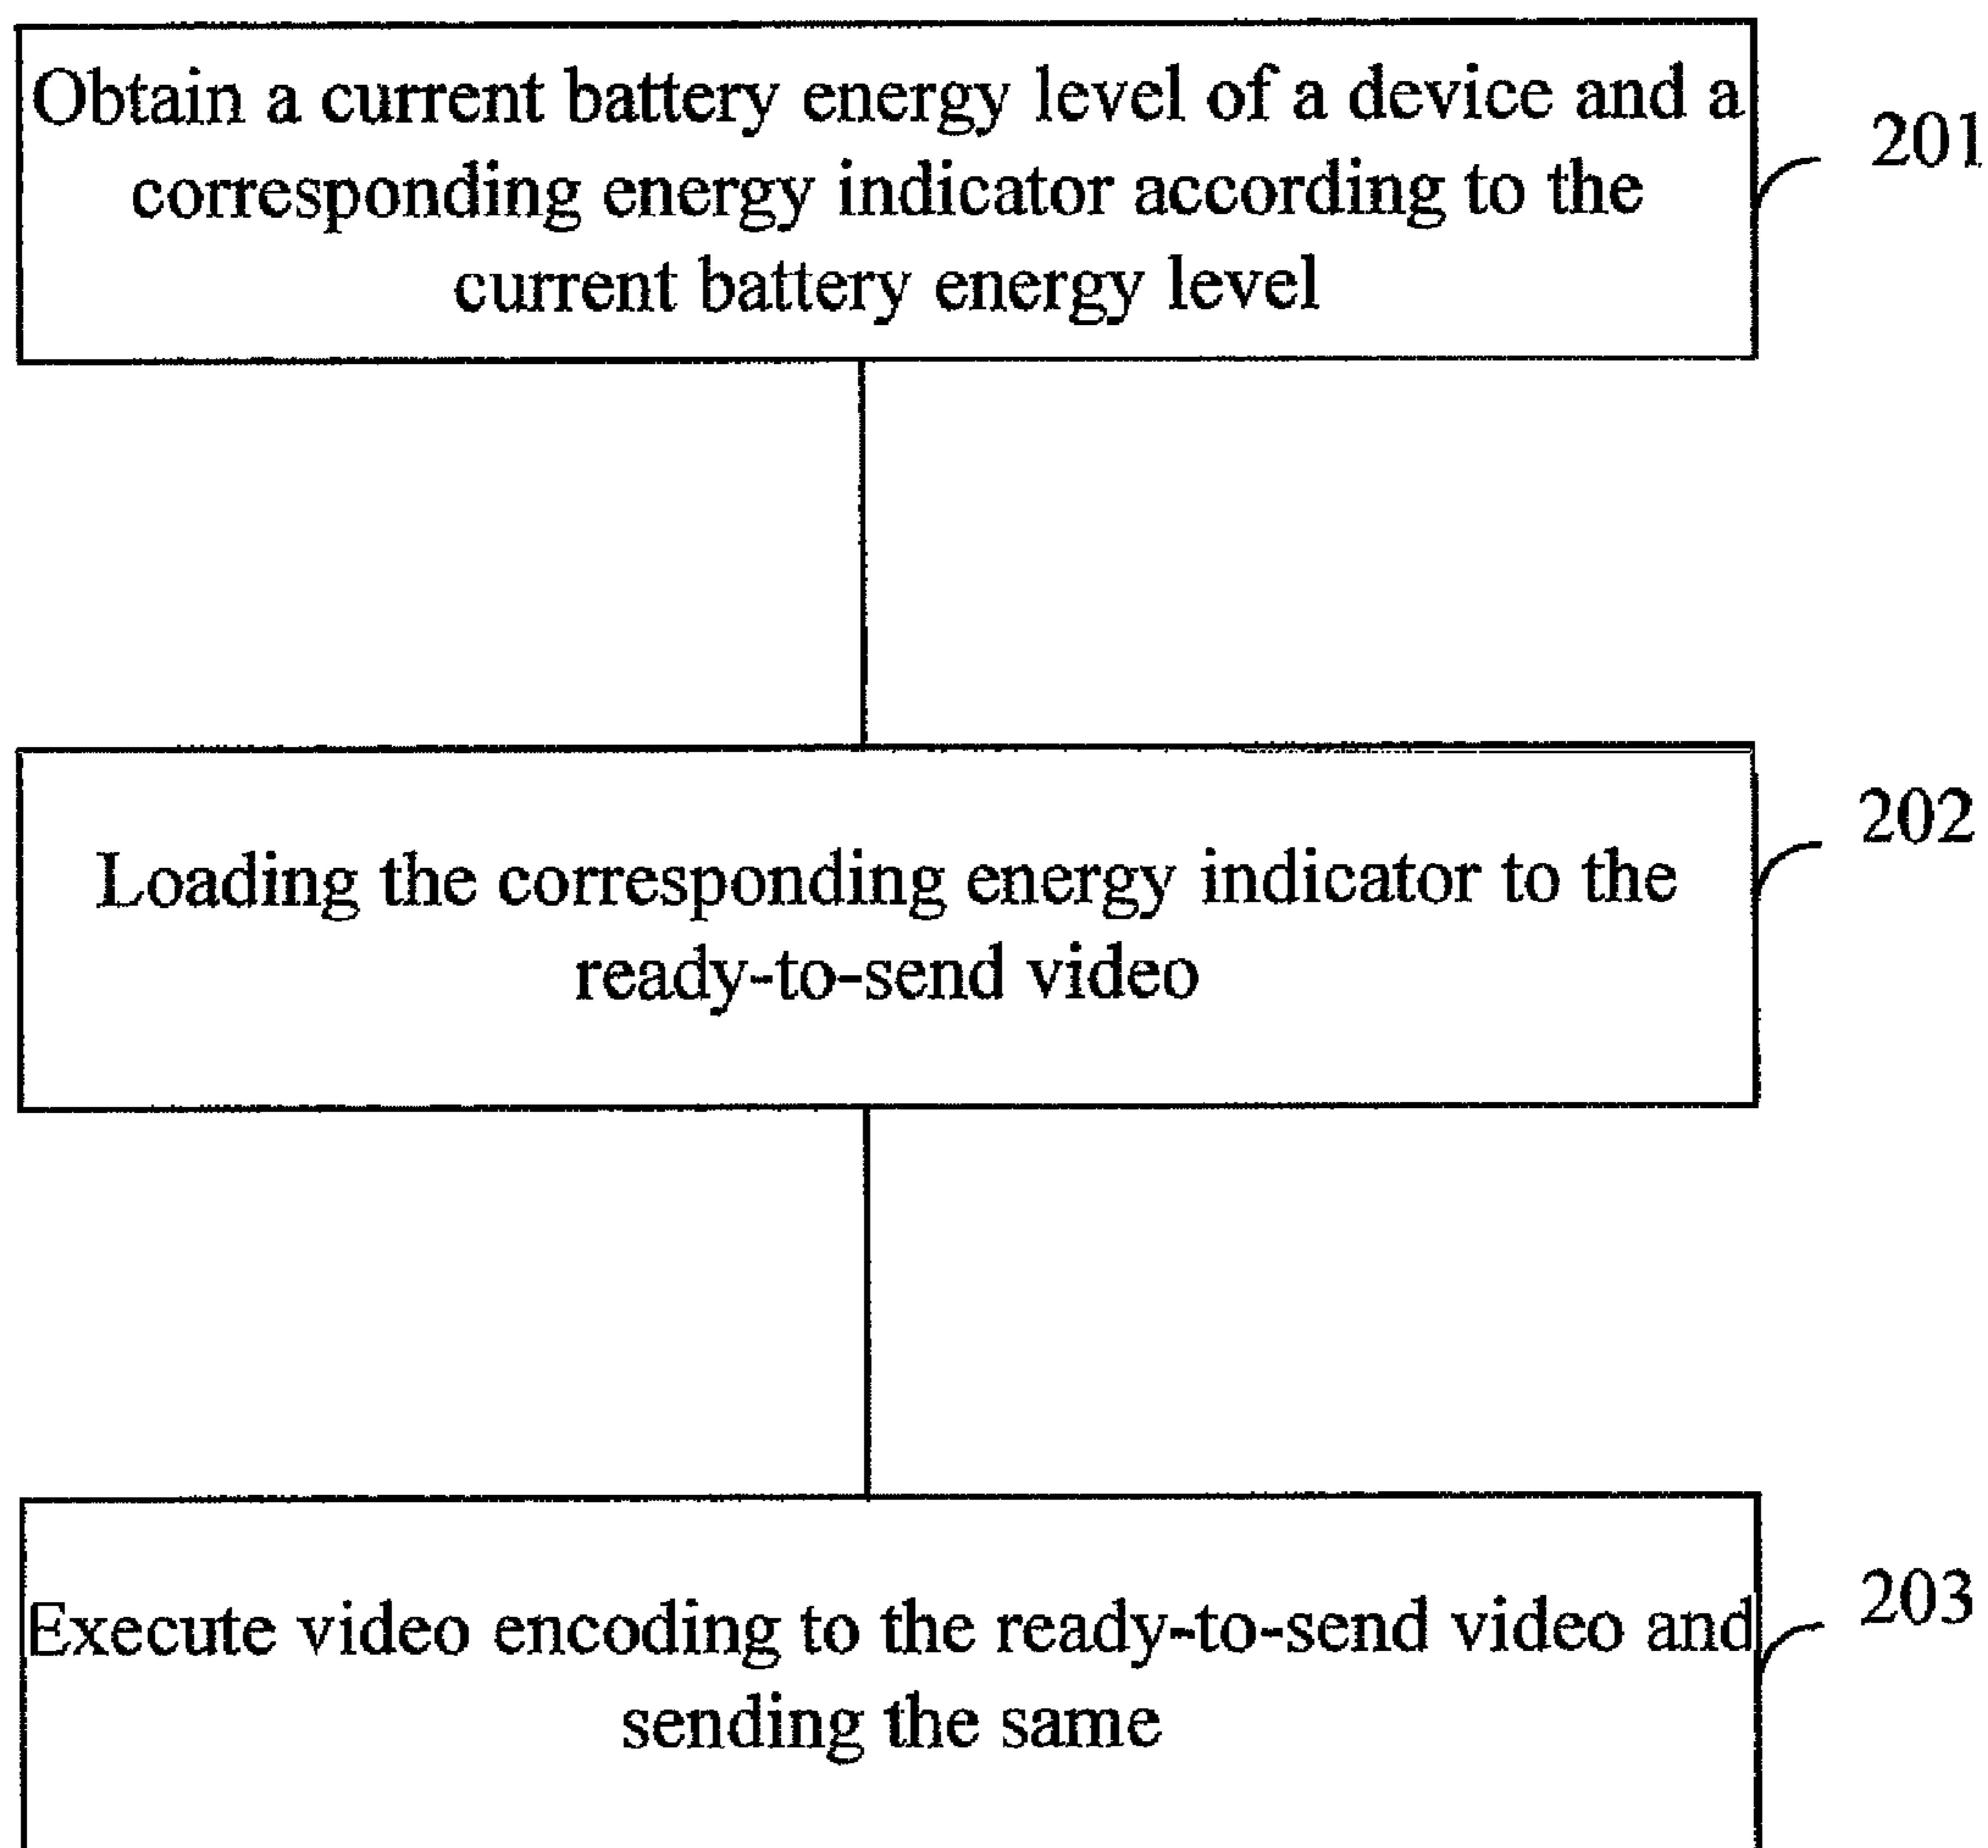 Obtain a current battery energy level of a device and a
corresponding energy indicator according to the
current battery energy level
201
Loading the corresponding energy indicator to the
ready-to-send video
202
Execute video encoding to the ready-to-send video and
sending the same
203